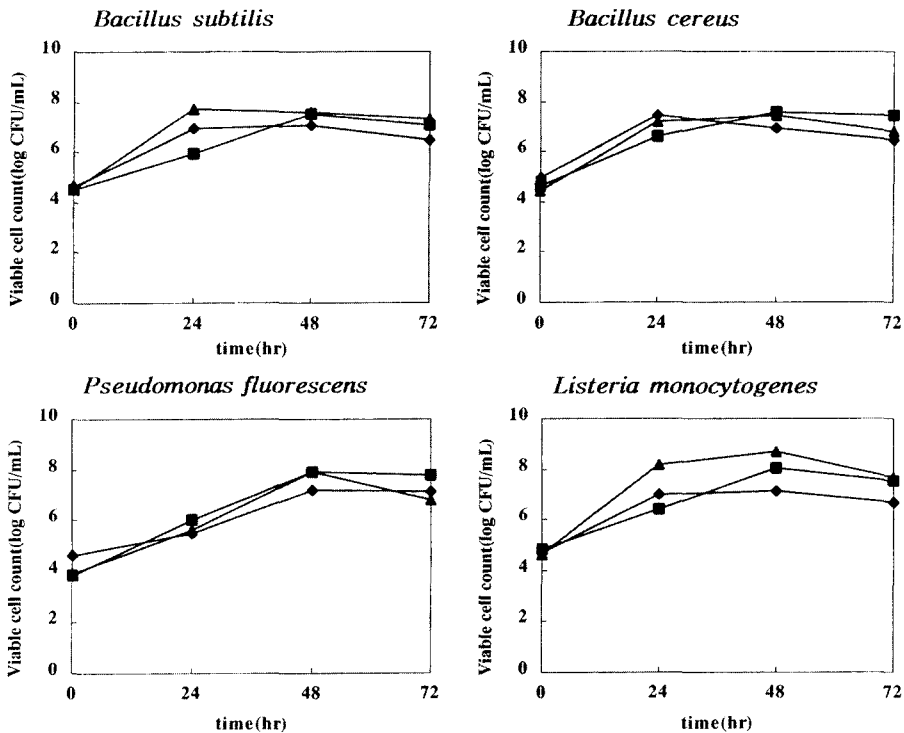 Bacillus subtilis
Bacillus cereus
Viable cell count(log CFU/mL)
10
8
6
4
2
0
0 24 48 72
time(hr)
Viable cell count(log CFU/mL)
10
8
6
4
2
0
0 24 48 72
time(hr)
Pseudomonas fluorescens
Listeria monocytogenes
Viable cell count(log CFU/mL)
10
8
6
4
2
0
0 24 48 72
time(hr)
Viable cell count(log CFU/mL)
10
8
6
4
2
0
0 24 48 72
time(hr)